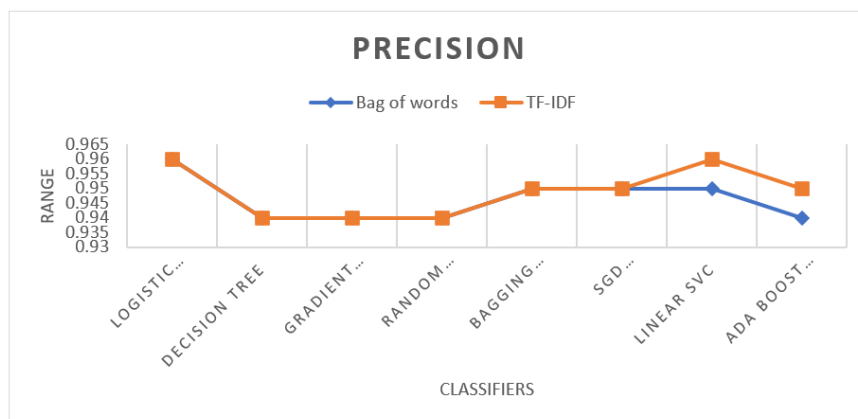 PRECISION
Bag of words TF-IDF
RANGE
0.965
0.96
0.955
0.95
0.945
0.94
0.935
0.93
LOGISTIC...
DECISION TREE
GRADIENT...
RANDOM...
BAGGING...
SGD...
LINEAR SVC
ADA BOOST...
CLASSIFIERS